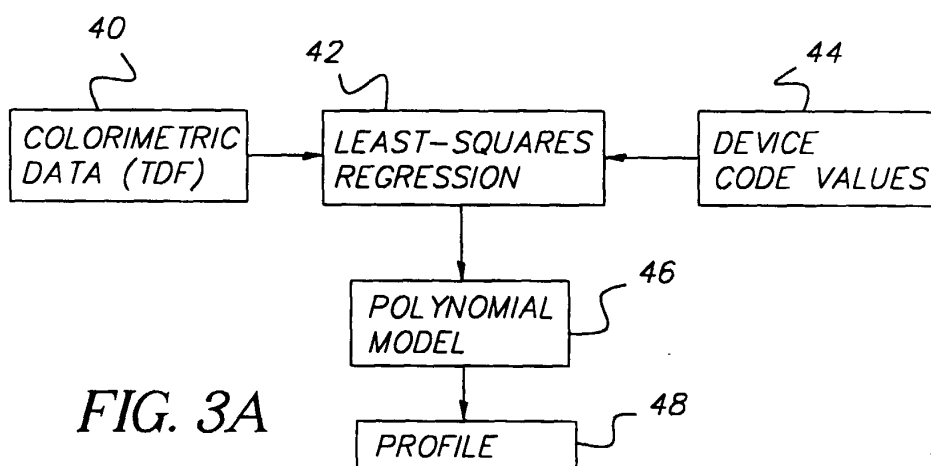 40
42
44
COLORIMETRIC
DATA (TDF)
LEAST-SQUARES
REGRESSION
DEVICE
CODE VALUES
46
POLYNOMIAL
MODEL
48
PROFILE
FIG. 3A